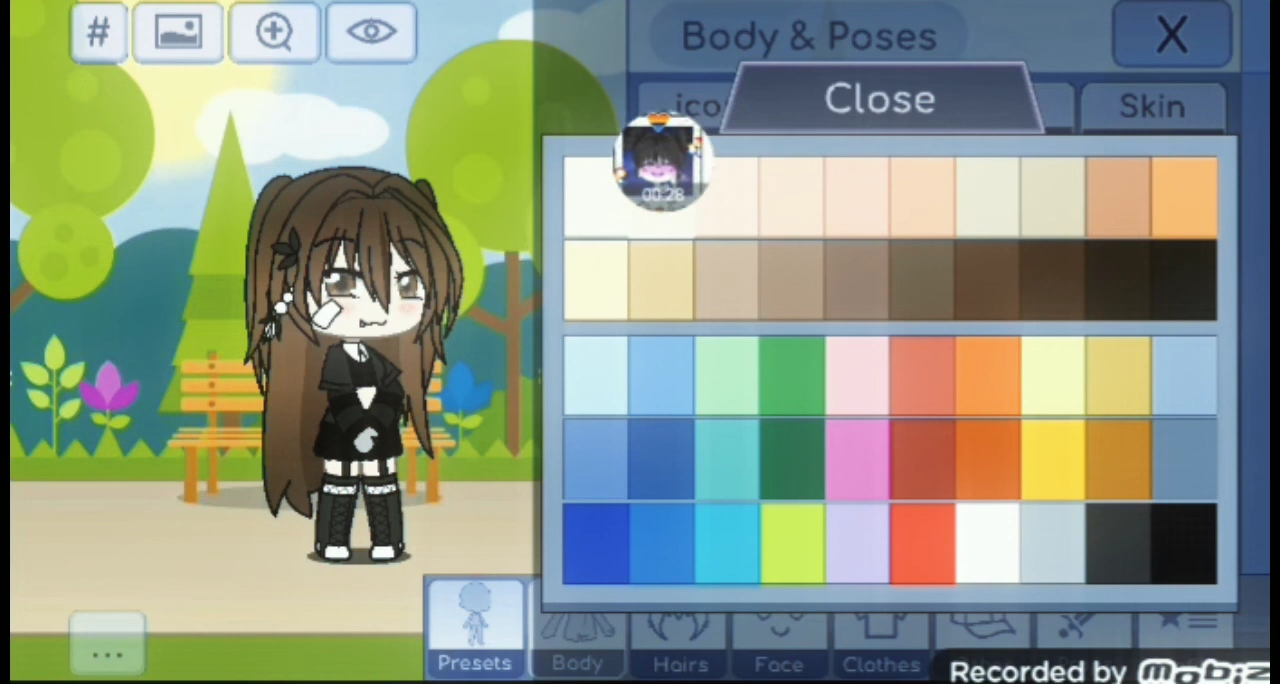 #
Body & Poses
X
Close
Skin
00:28
...
Presets
Body
Hairs
Face
Clothes
Recorded by